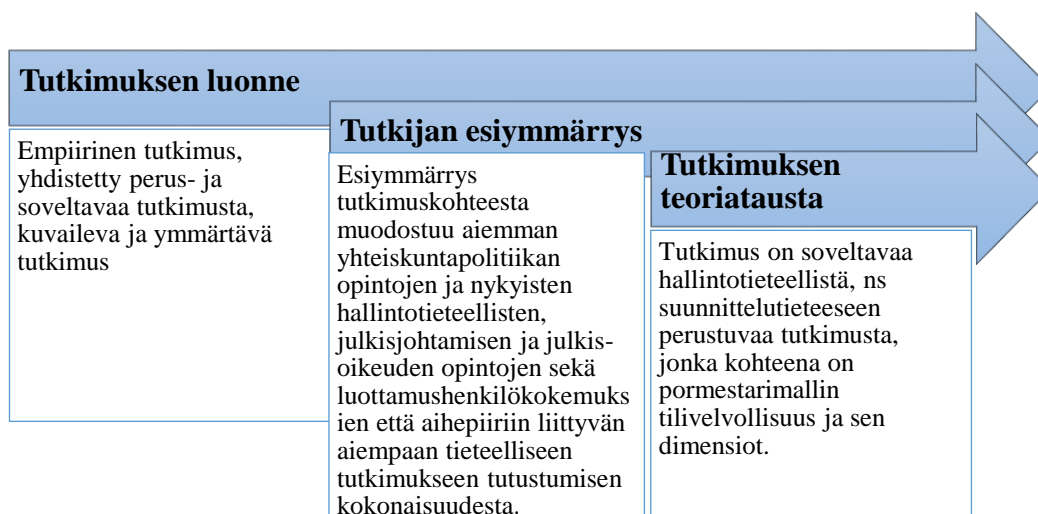 Tutkimuksen luonne
Empiirinen tutkimus,
yhdistetty perus- ja
soveltavaa tutkimusta,
kuvaileva ja ymmärtävä
tutkimus
Tutkijan esiymmärrys
Esiymmärrys
tutkimuskohteesta
muodostuu aiemman
yhteiskuntapolitiikan
opintojen ja nykyisten
hallintotieteellisten,
julkisjohtamisen ja julkis-
oikeuden opintojen sekä
luottamushenkilökokemuks
ien että aihepiiriin liittyvän
aiempaan tieteelliseen
tutkimukseen tutustumisen
kokonaisuudesta.
Tutkimuksen
teoriatausta
Tutkimus on soveltavaa
hallintotieteellistä, ns
suunnittelutieteeseen
perustuvaa tutkimusta,
jonka kohteena on
pormestarimallin
tilivelvollisuus ja sen
dimensiot.